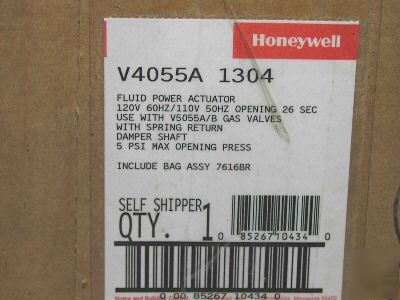 Honeywell
V4055A 1304
FLUID POWER ACTUATOR
120V 60HZ/110V 50HZ OPENING 26 SEC
USE WITH V5055A/B GAS VALVES
WITH SPRING RETURN
DAMPER SHAFT
5 PSI MAX OPENING PRESS
INCLUDE BAG ASSY 7616BR
SELF SHIPPER
QTY. 1
0 85267 10434 0
0 00 85267 10434 0